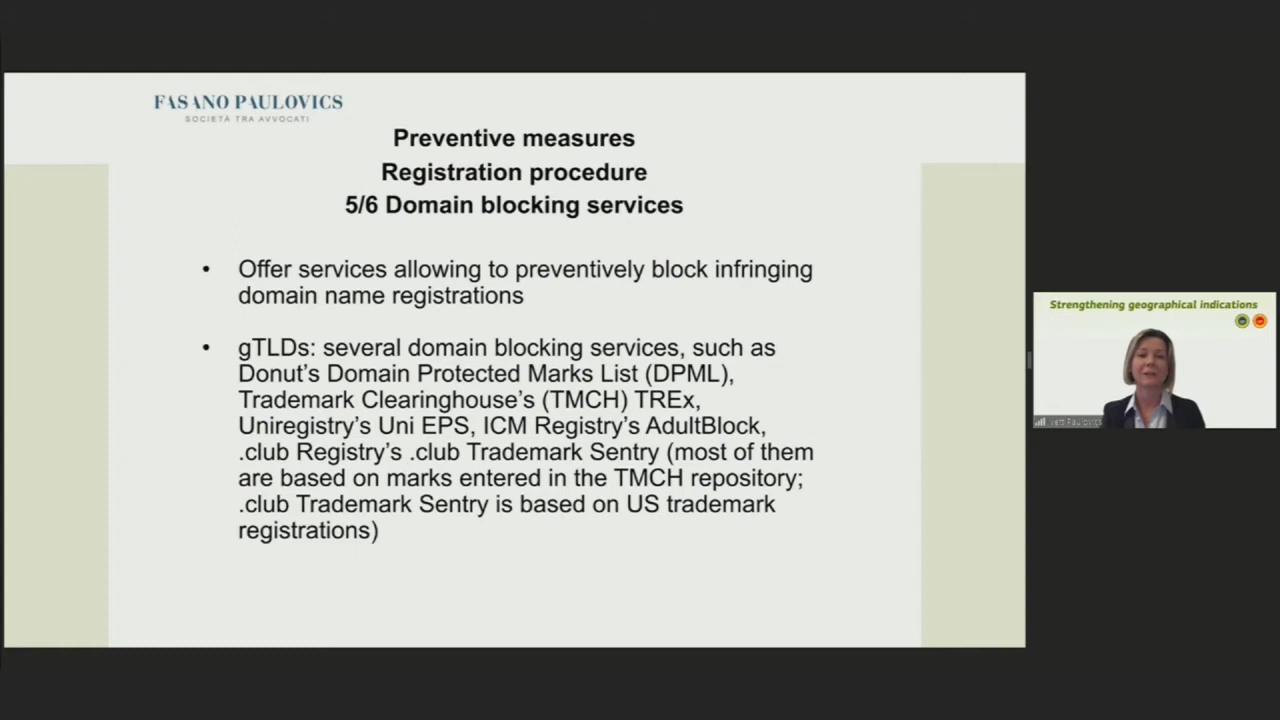 FASANO PAULOVICS
SOCIETÀ TRA AVVOCATI
Preventive measures
Registration procedure
5/6 Domain blocking services
• Offer services allowing to preventively block infringing
domain name registrations
• gTLDs: several domain blocking services, such as
Donut's Domain Protected Marks List (DPML),
Trademark Clearinghouse's (TMCH) TREx,
Uniregistry's Uni EPS, ICM Registry's AdultBlock,
.club Registry's .club Trademark Sentry (most of them
are based on marks entered in the TMCH repository;
.club Trademark Sentry is based on US trademark
registrations)
Strengthening geographical indications
Paulovics